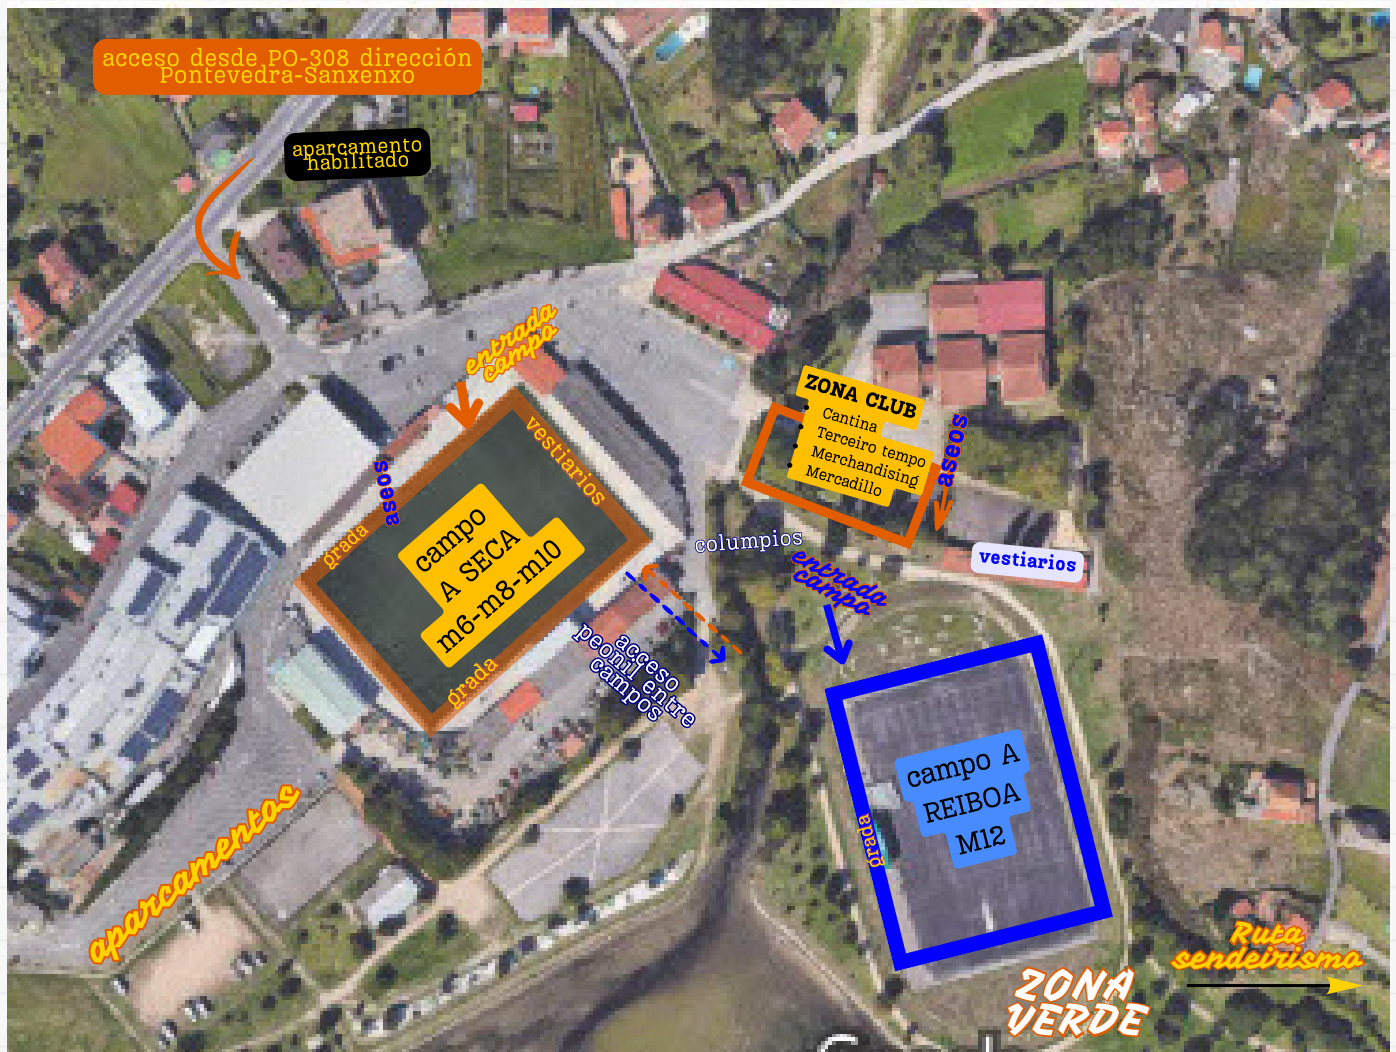 acceso desde PO-308 dirección
Pontevedra-Sanxenxo
aparcamento
habilitado
entrada
campo
ZONA CLUB
Cantina
Terceiro tempo
Merchandising
Mercadillo
aseos
vestiarios
aseos
grada
campo
A SECA
m6-m8-m10
grada
columpios
vestiarios
entrada
campo
acceso
peonil entre
campos
campo A
REIBOA
M12
grada
aparcamentos
Ruta
sendeirismo
ZONA
VERDE